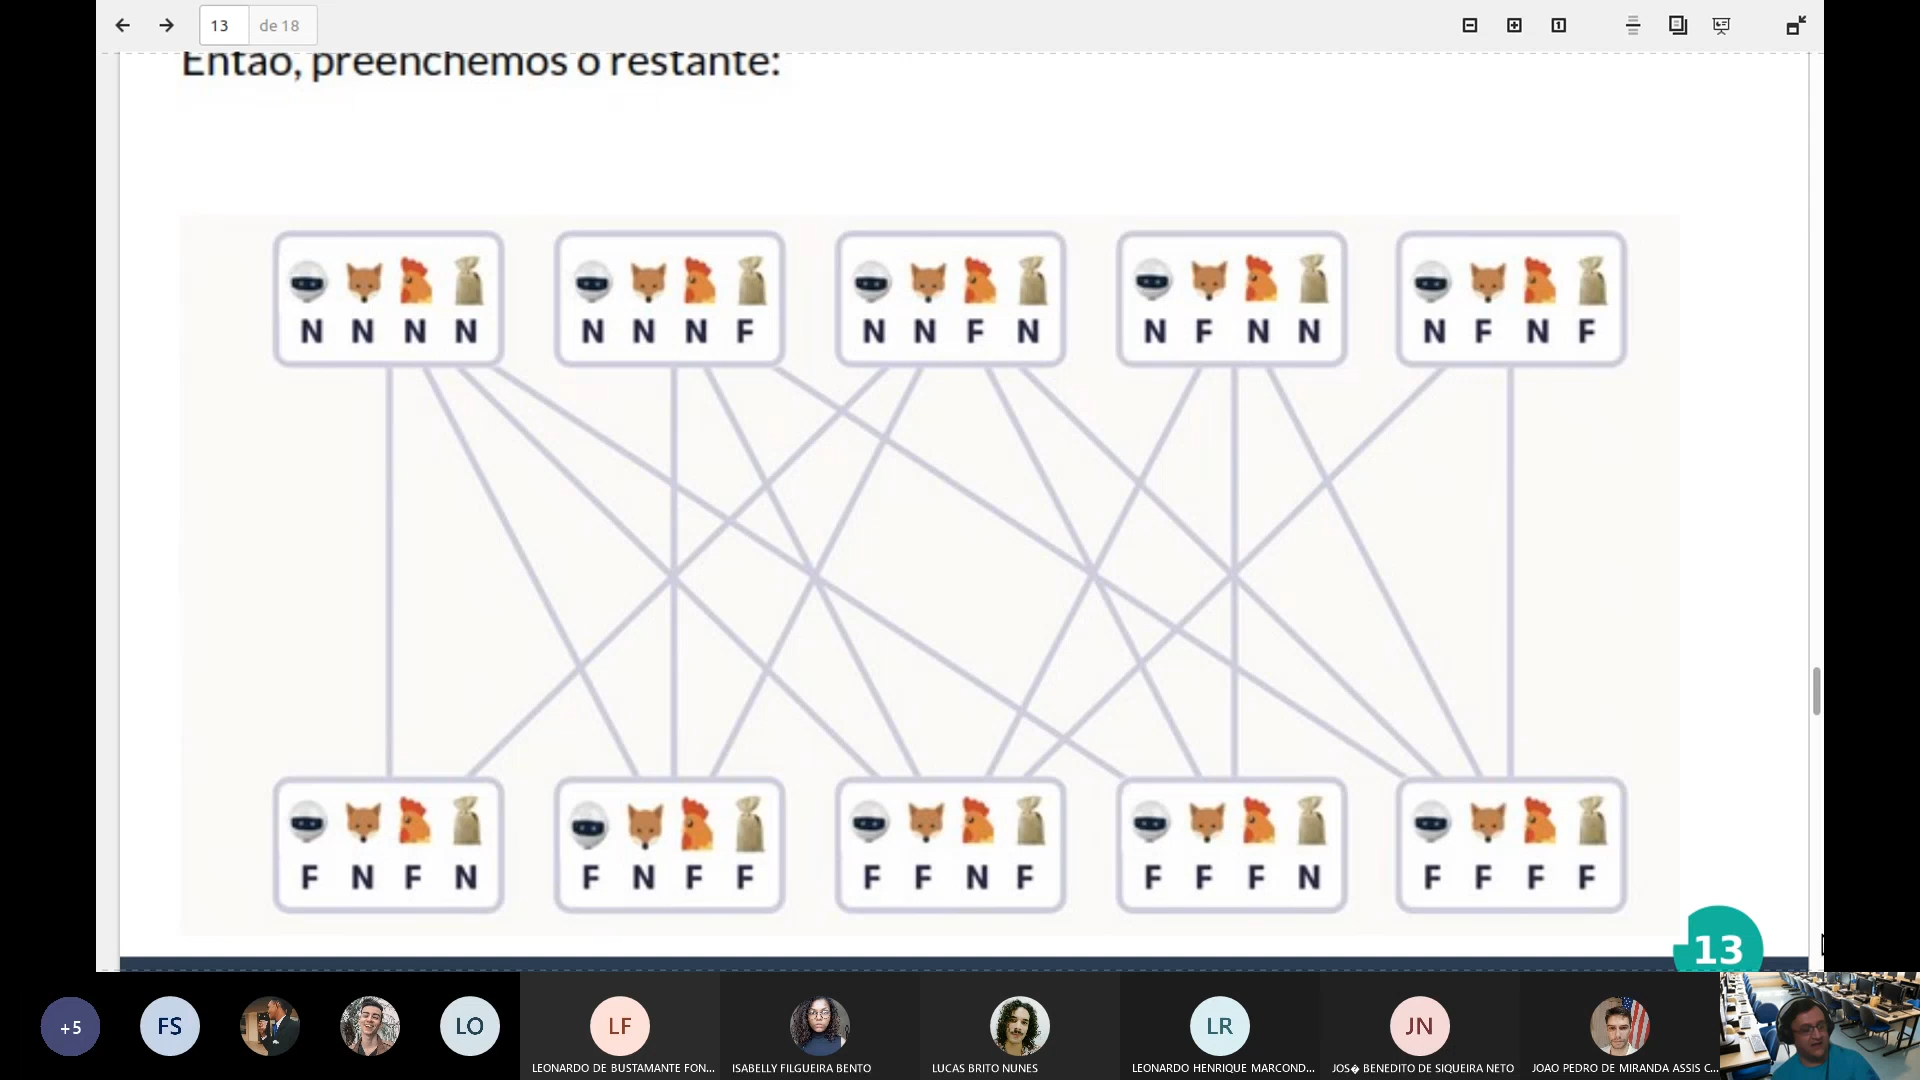 13 de 18
Então, preenchemos o restante:
N N N N
N N N F
N N F N
N F N N
N F N F
F N F N
F N F F
F F N F
F F F N
F F F F
13
+5
FS
LO
LF
LR
JN
LEONARDO DE BUSTAMANTE FON...
ISABELLY FILGUEIRA BENTO
LUCAS BRITO NUNES
LEONARDO HENRIQUE MARCOND...
JOS� BENEDITO DE SIQUEIRA NETO
JOAO PEDRO DE MIRANDA ASSIS C...